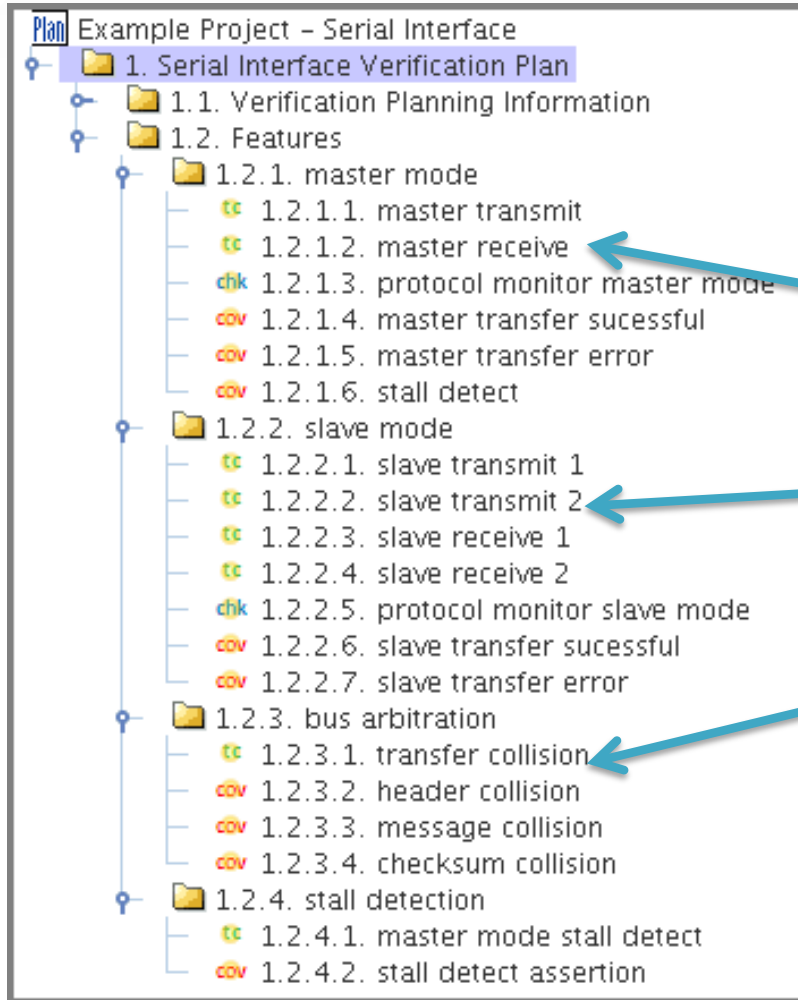 Plan Example Project – Serial Interface
1. Serial Interface Verification Plan
1.1. Verification Planning Information
1.2. Features
1.2.1. master mode
tc 1.2.1.1. master transmit
tc 1.2.1.2. master receive
chk 1.2.1.3. protocol monitor master mode
cov 1.2.1.4. master transfer sucessful
cov 1.2.1.5. master transfer error
cov 1.2.1.6. stall detect
1.2.2. slave mode
tc 1.2.2.1. slave transmit 1
tc 1.2.2.2. slave transmit 2
tc 1.2.2.3. slave receive 1
tc 1.2.2.4. slave receive 2
chk 1.2.2.5. protocol monitor slave mode
cov 1.2.2.6. slave transfer sucessful
cov 1.2.2.7. slave transfer error
1.2.3. bus arbitration
tc 1.2.3.1. transfer collision
cov 1.2.3.2. header collision
cov 1.2.3.3. message collision
cov 1.2.3.4. checksum collision
1.2.4. stall detection
tc 1.2.4.1. master mode stall detect
cov 1.2.4.2. stall detect assertion